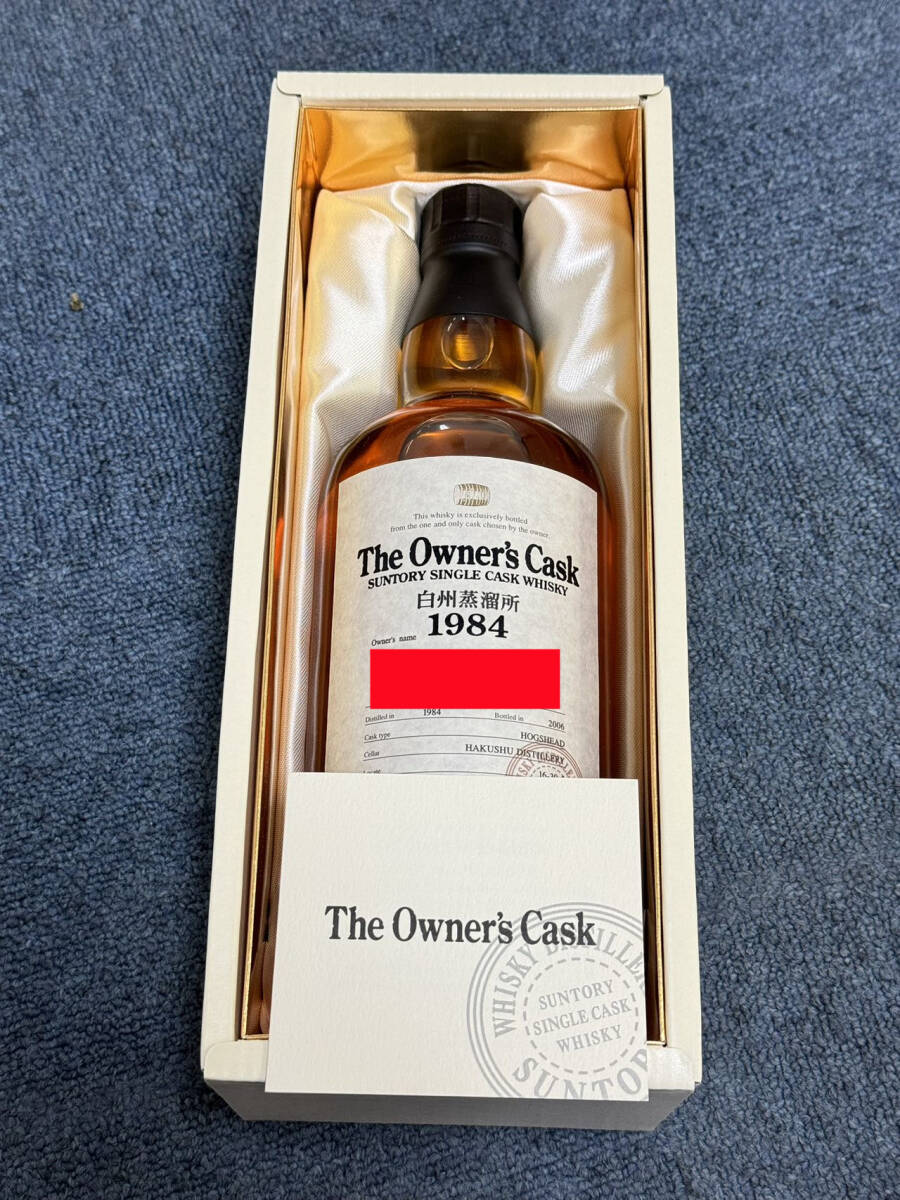 This whisky is exclusively bottled
from the one and only cask chosen by the owner.
The Owner's Cask
SUNTORY SINGLE CASK WHISKY
白州蒸溜所
1984
Owner's name
Distilled in 1984 Bottled in 2006
Cask type HOGSHEAD
Cellar HAKUSHU DISTILLERY
The Owner's Cask
WHISKY DISTILLER
SUNTORY
SINGLE CASK
WHISKY
SUNTOR